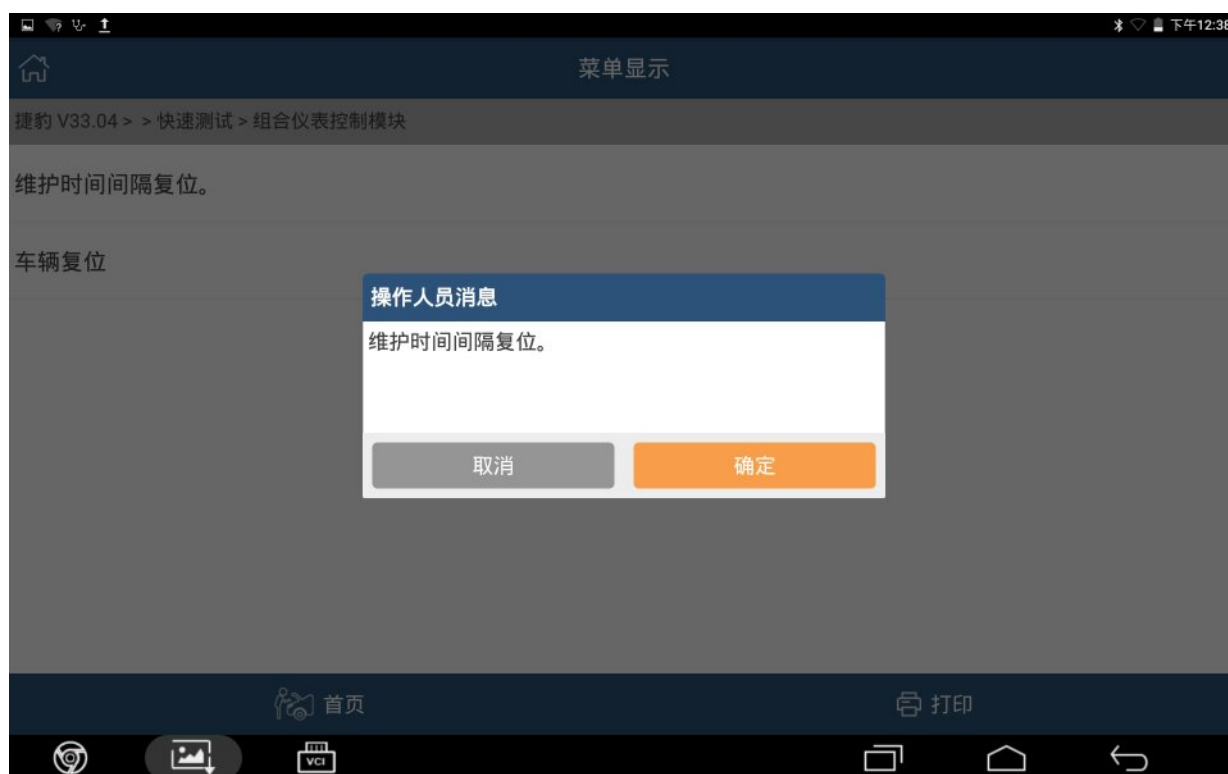 下午12:38
菜单显示
捷豹 V33.04 > > 快速测试 > 组合仪表控制模块
维护时间间隔复位。
车辆复位
操作人员消息
维护时间间隔复位。
取消
确定
首页
打印
VCI